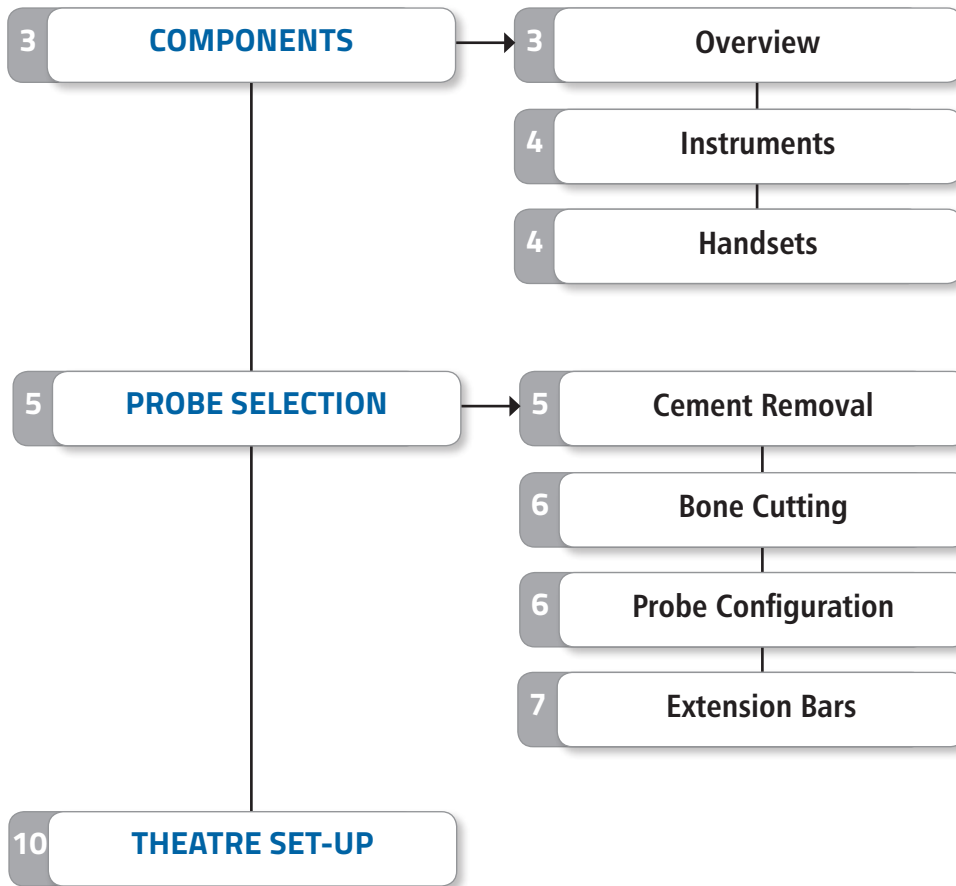 3 COMPONENTS
3 Overview
4 Instruments
4 Handsets
5 PROBE SELECTION
5 Cement Removal
6 Bone Cutting
6 Probe Configuration
7 Extension Bars
10 THEATRE SET-UP